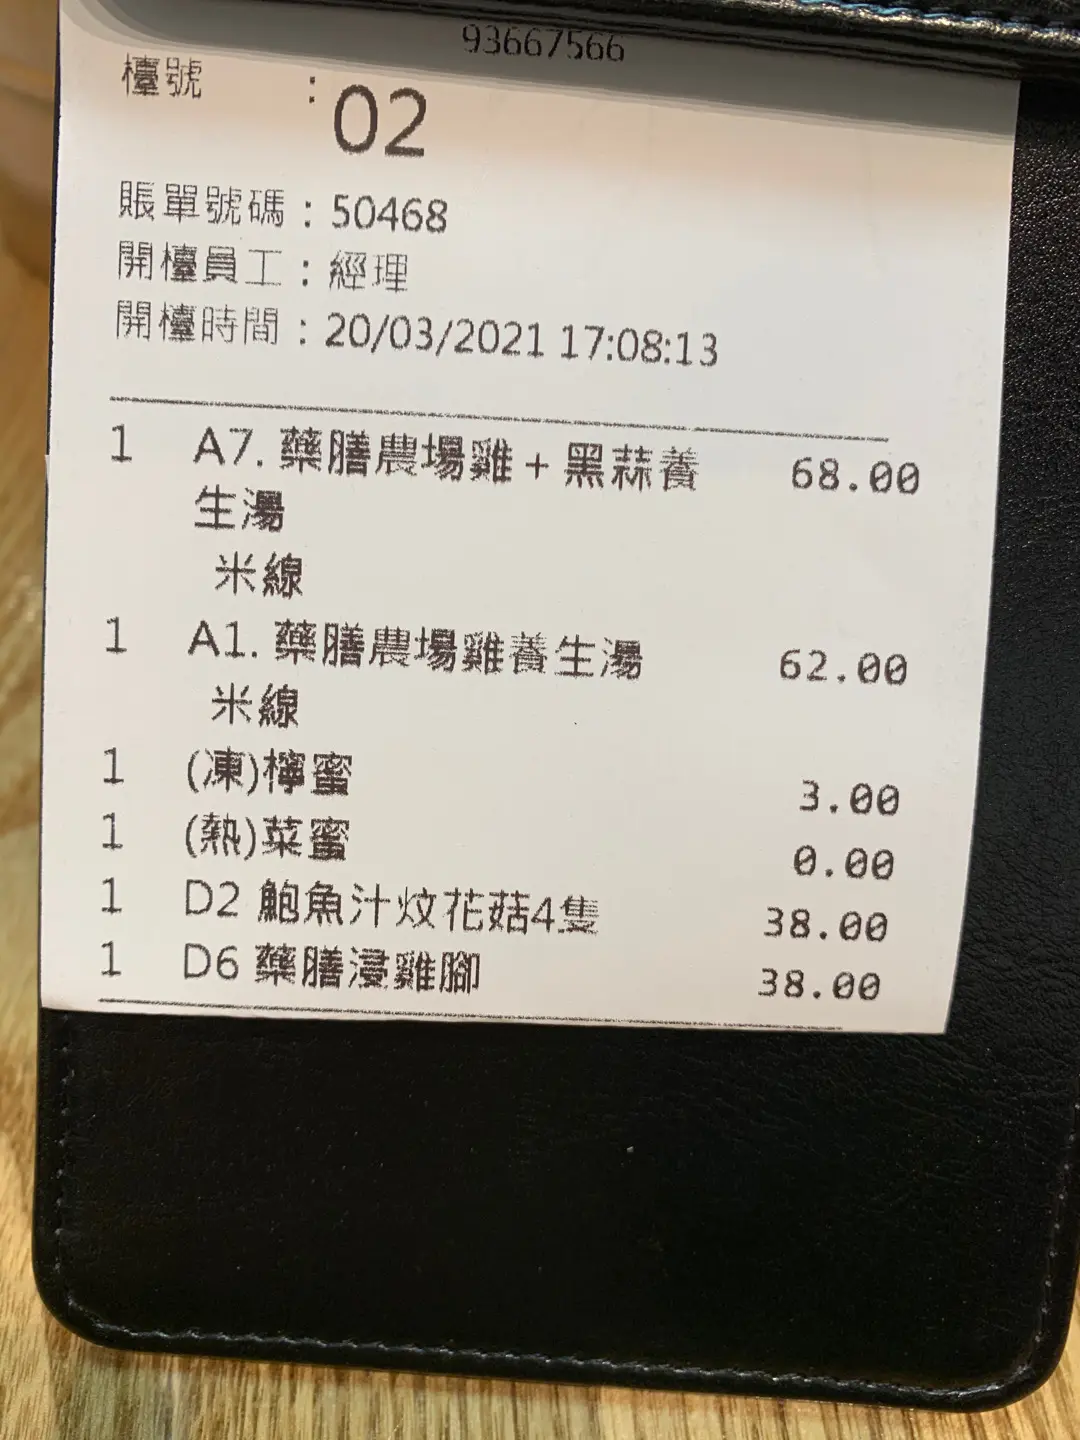 93667566
檯號 : 02
賬單號碼 : 50468
開檯員工 : 經理
開檯時間 : 20/03/2021 17:08:13
1 A7. 藥膳農場雞+黑蒜養 68.00
生湯
米線
1 A1. 藥膳農場雞養生湯 62.00
米線
1 (凍)檸蜜 3.00
1 (熱)菜蜜 0.00
1 D2 鮑魚汁炆花菇4隻 38.00
1 D6 藥膳浸雞腳 38.00